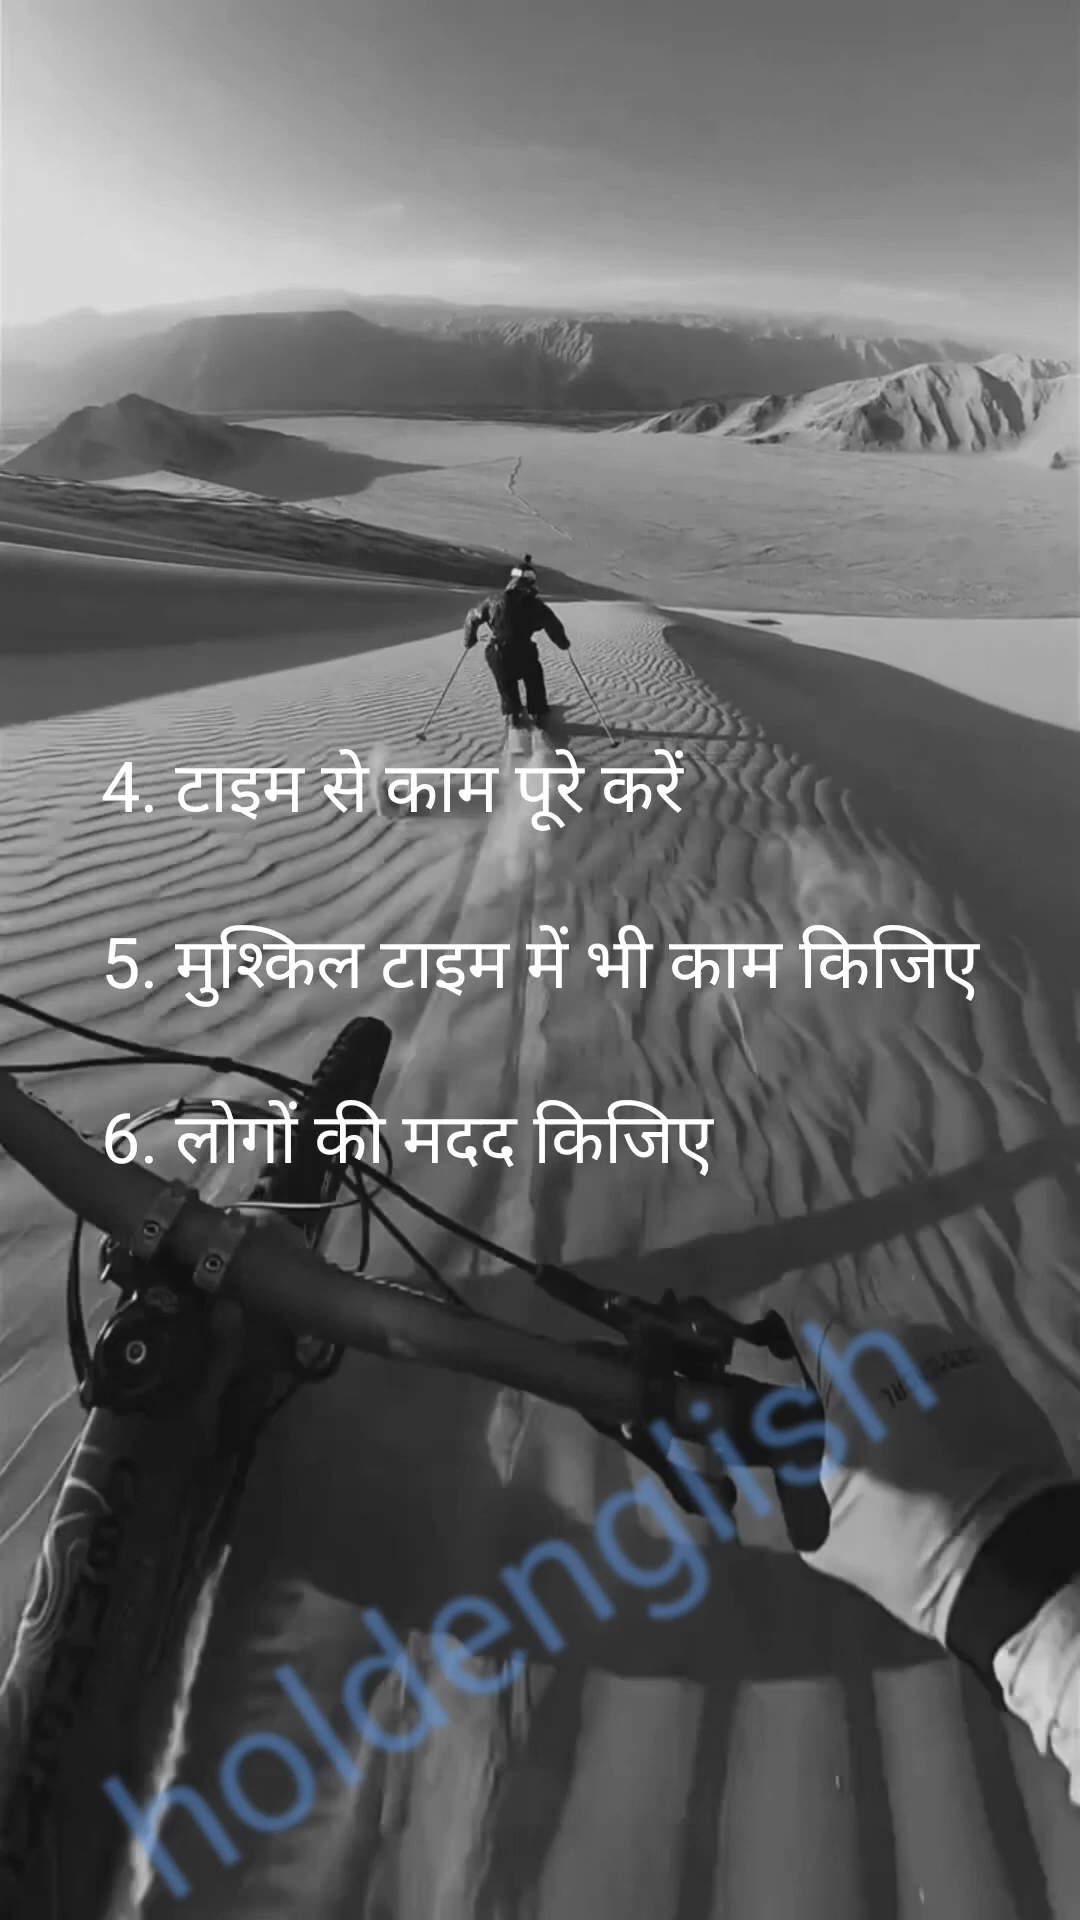 4. टाइम से काम पूरे करें
5. मुश्किल टाइम में भी काम किजिए
6. लोगों की मदद किजिए
holdenglish